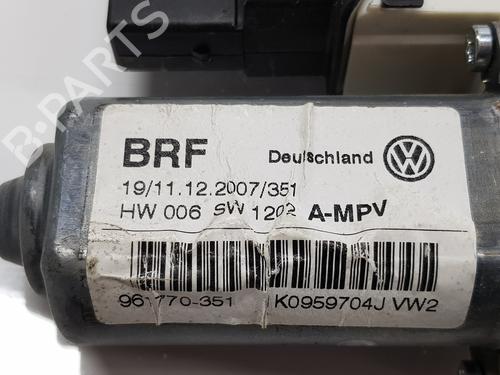 BRF Deutschland
19/11.12.2007/351
HW 006 SW 1202 A-MPV
K0959704J VW2
B-PARTS